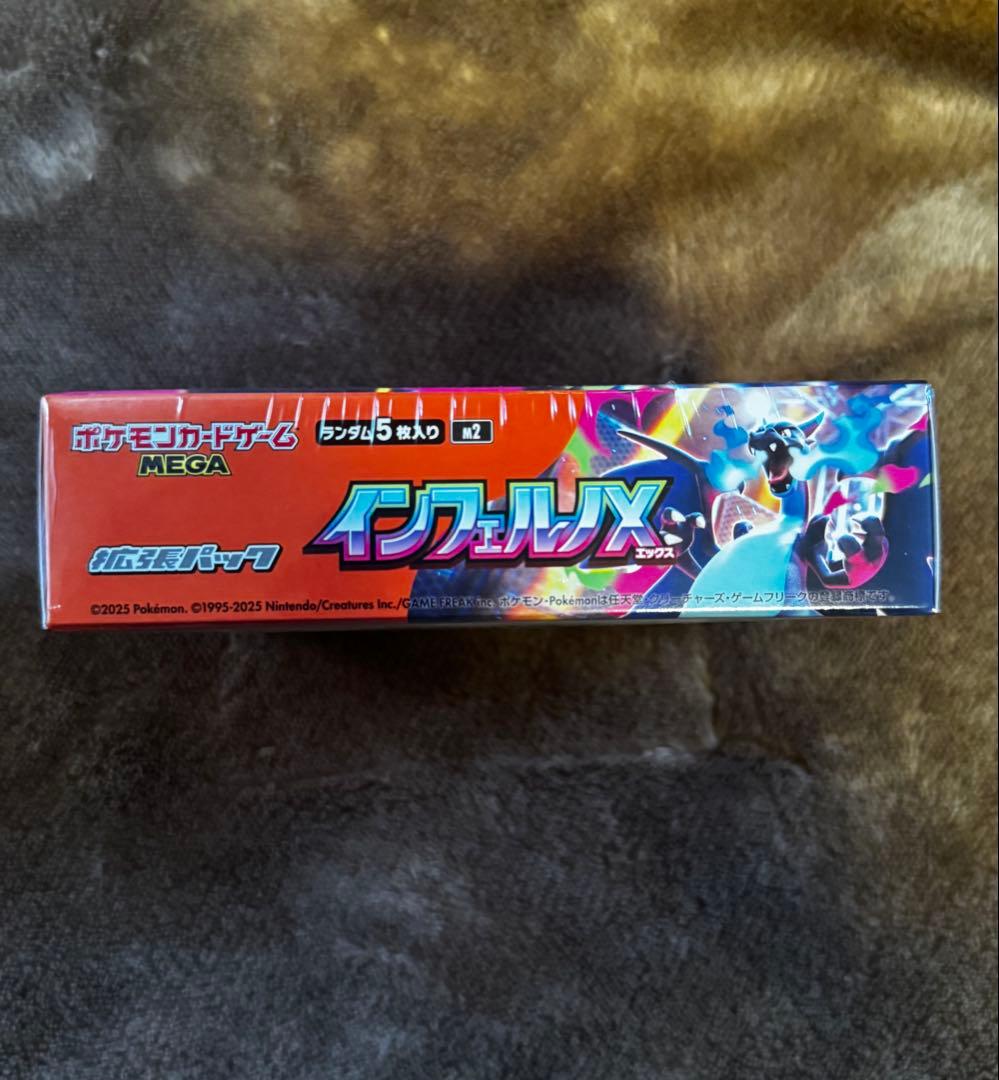 ポケモンカードゲーム
MEGA
ランダム5枚入り M2
拡張パック
インフェルノX
エックス
©2025 Pokémon. ©1995-2025 Nintendo/Creatures Inc./GAME FREAK inc. ポケモン・Pokémonは任天堂・クリーチャーズ・ゲームフリークの登録商標です。